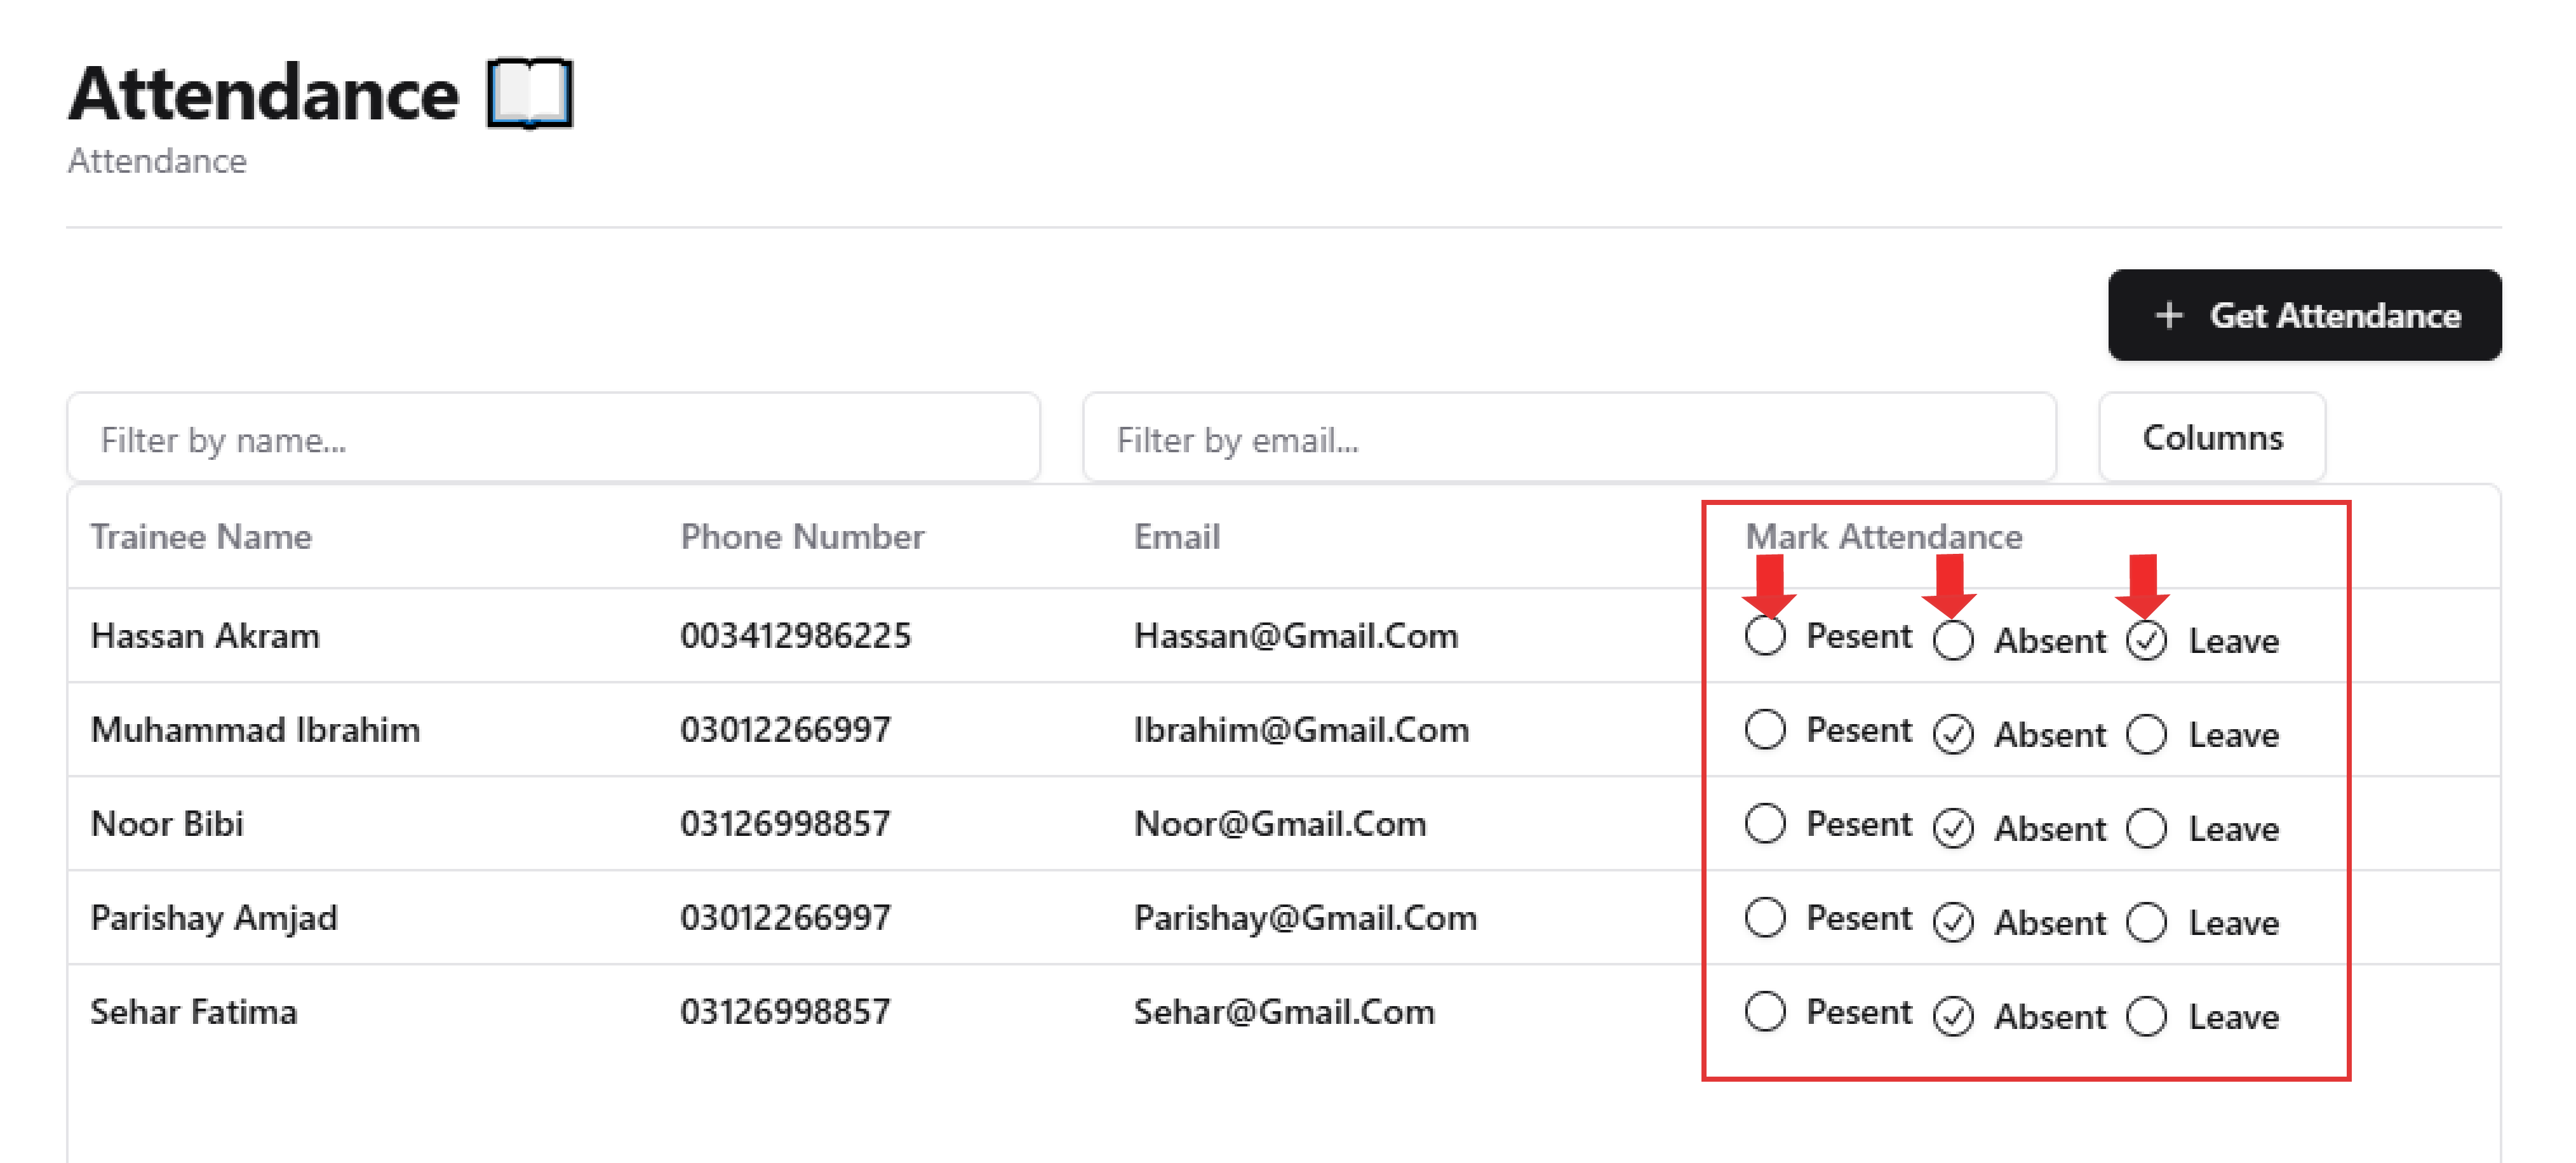 Attendance
Attendance
+ Get Attendance
Filter by name... Filter by email... Columns
Trainee Name Phone Number Email Mark Attendance
Hassan Akram 003412986225 Hassan@Gmail.Com Pesent Absent Leave
Muhammad Ibrahim 03012266997 Ibrahim@Gmail.Com Pesent Absent Leave
Noor Bibi 03126998857 Noor@Gmail.Com Pesent Absent Leave
Parishay Amjad 03012266997 Parishay@Gmail.Com Pesent Absent Leave
Sehar Fatima 03126998857 Sehar@Gmail.Com Pesent Absent Leave